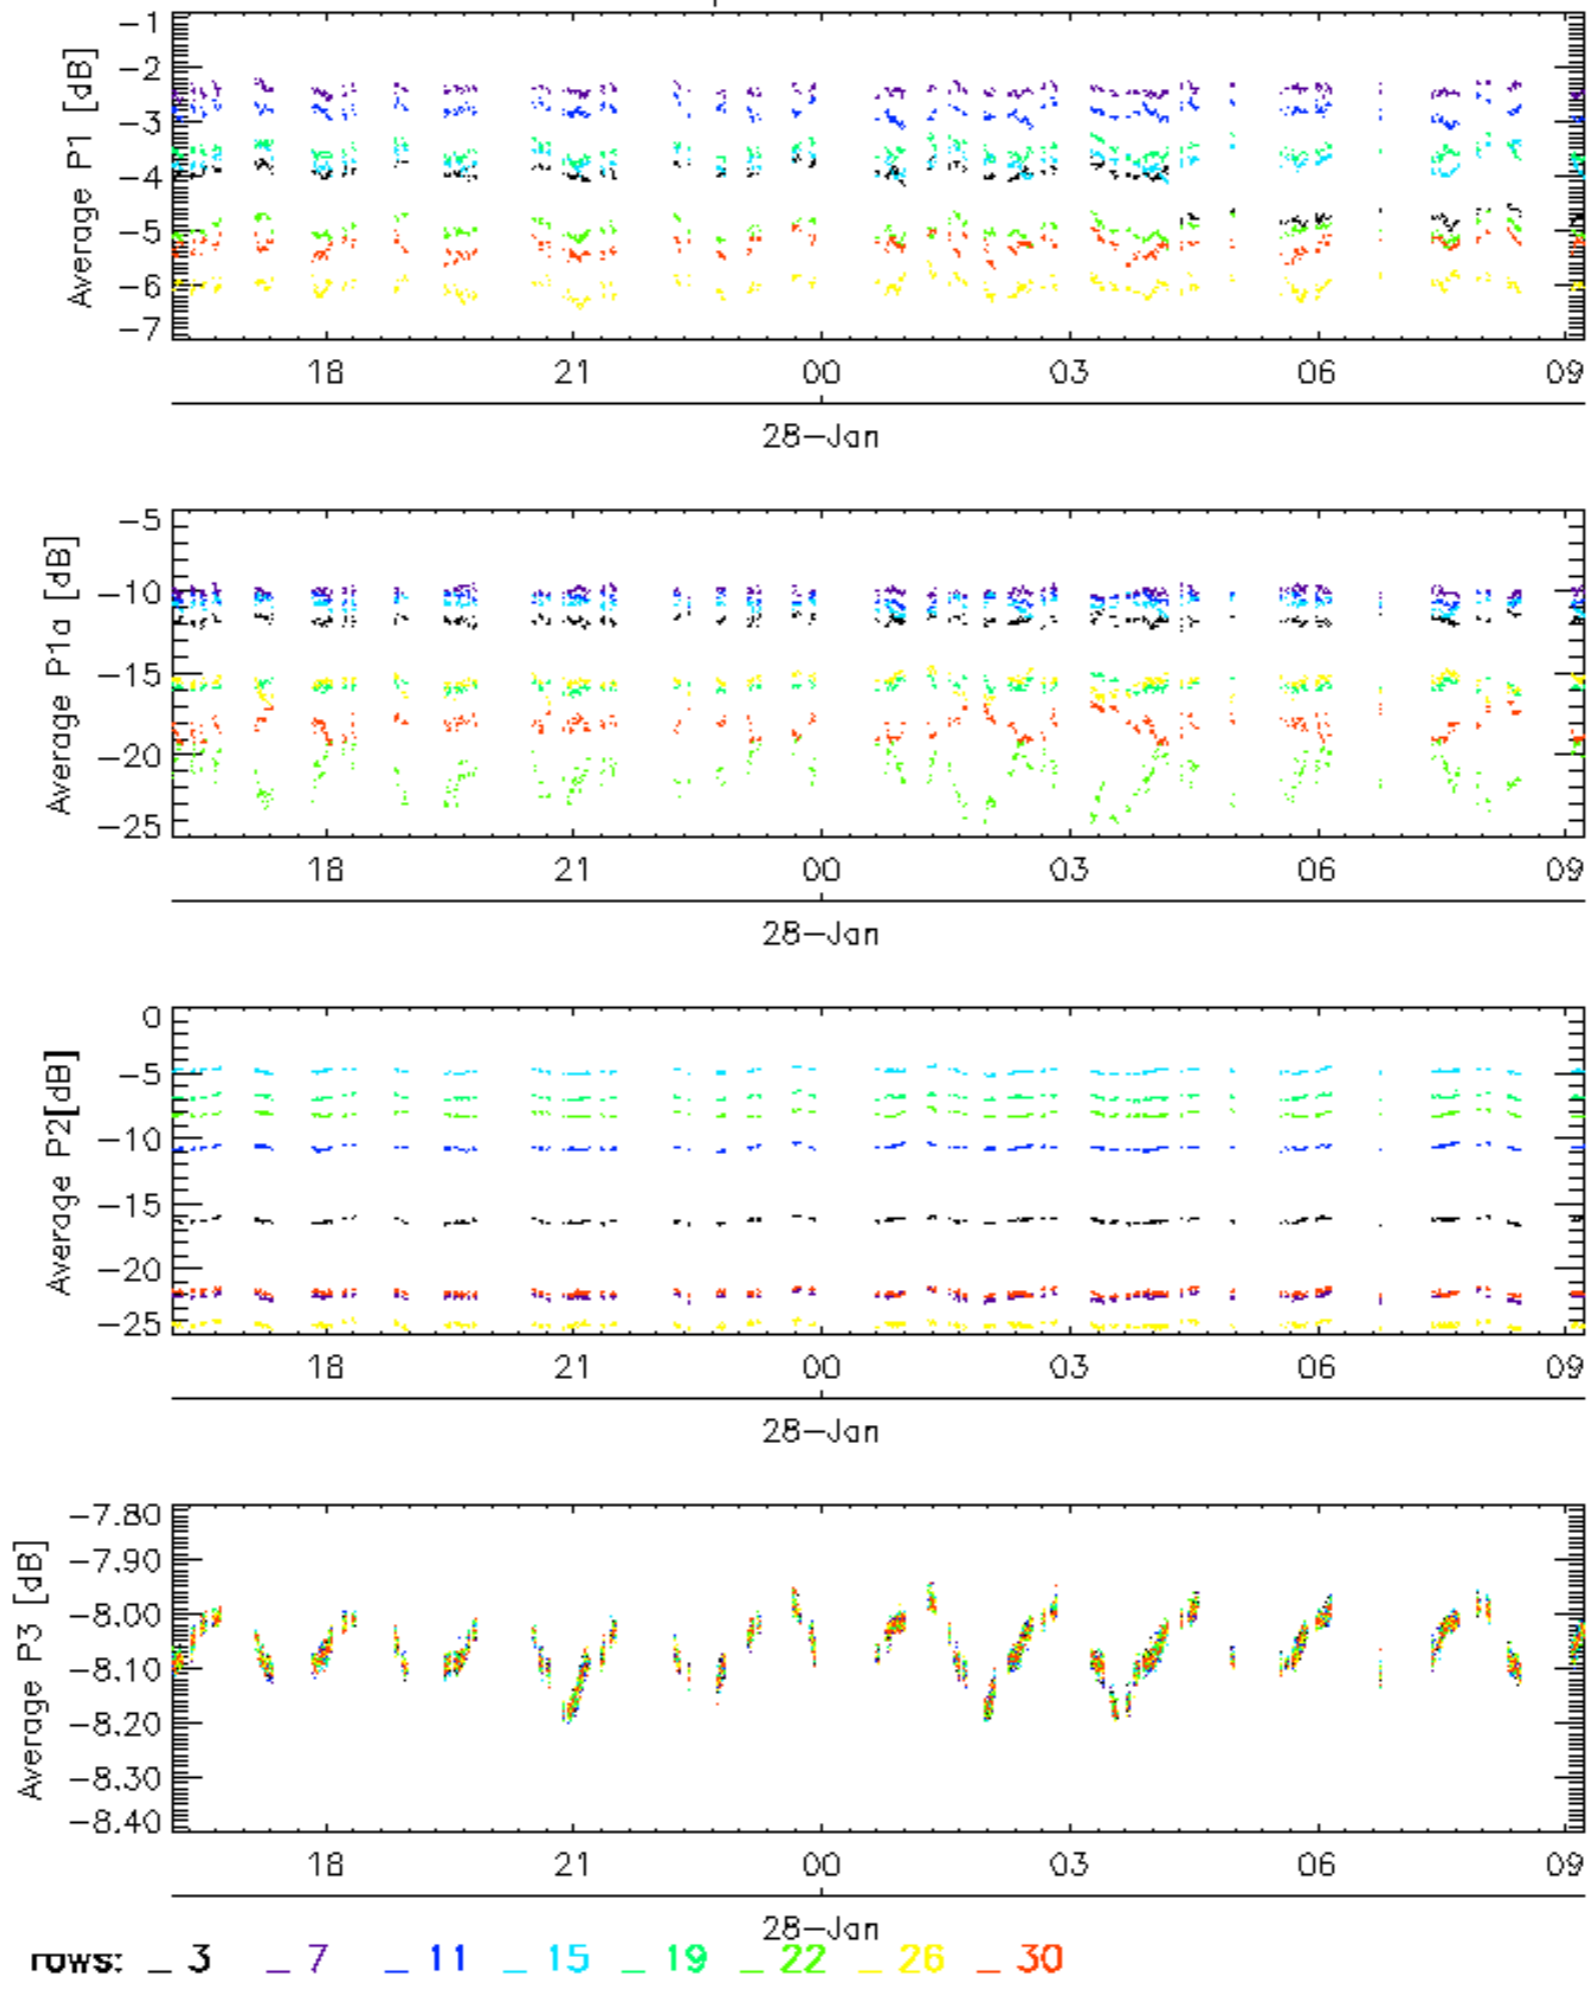 Average P1 [dB]
-1
-2
-3
-4
-5
-6
-7
18 21 00 03 06 09
28-Jan
Average P1a [dB]
-5
-10
-15
-20
-25
18 21 00 03 06 09
28-Jan
Average P2[dB]
0
-5
-10
-15
-20
-25
18 21 00 03 06 09
28-Jan
Average P3 [dB]
-7.80
-7.90
-8.00
-8.10
-8.20
-8.30
-8.40
18 21 00 03 06 09
28-Jan
rows: _ 3 _ 7 _ 11 _ 15 _ 19 _ 22 _ 26 _ 30